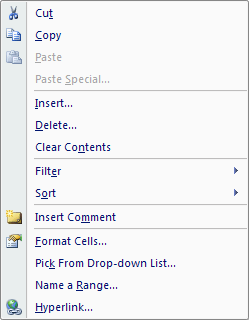 Cut
Copy
Paste
Paste Special...
Insert...
Delete...
Clear Contents
Filter
Sort
Insert Comment
Format Cells...
Pick From Drop-down List...
Name a Range...
Hyperlink...